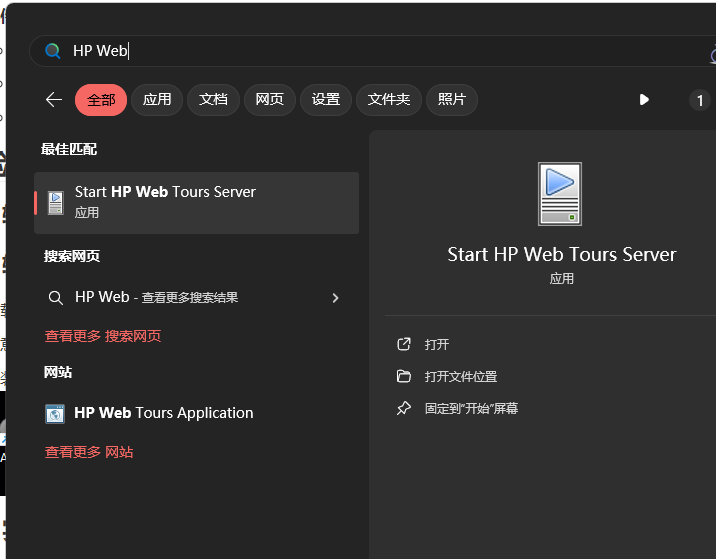 HP Web
全部 应用 文档 网页 设置 文件夹 照片 1
最佳匹配
Start HP Web Tours Server
应用
搜索网页
HP Web - 查看更多搜索结果
查看更多 搜索网页
网站
HP Web Tours Application
查看更多 网站
Start HP Web Tours Server
应用
打开
打开文件位置
固定到"开始"屏幕